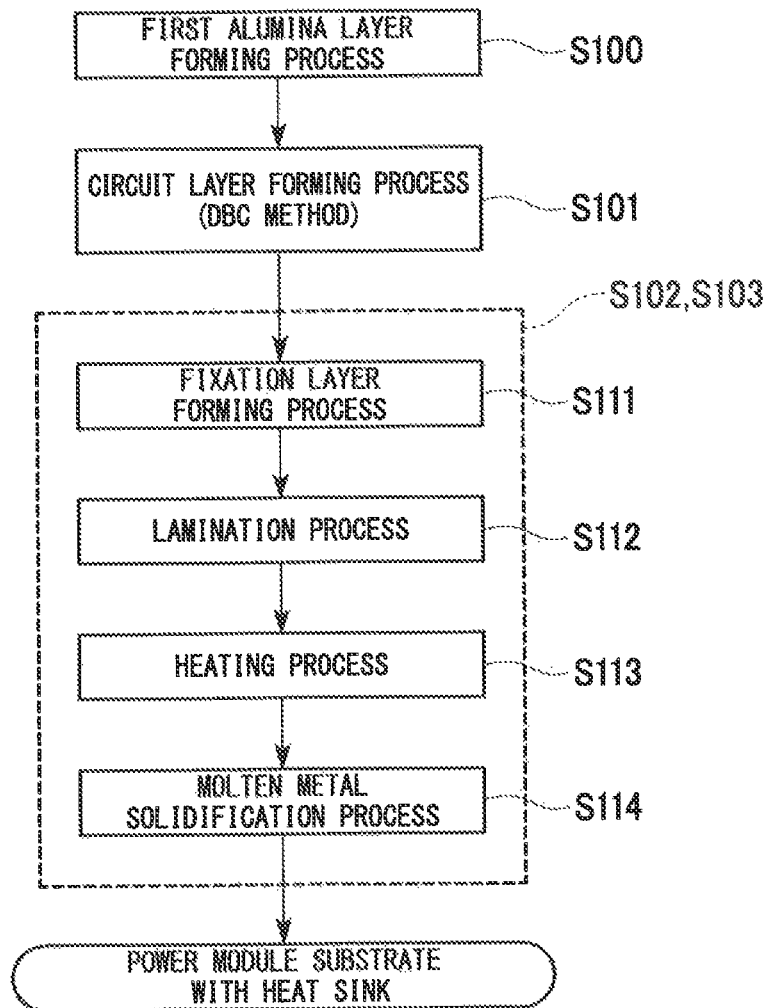 FIRST ALUMINA LAYER
FORMING PROCESS
S100
CIRCUIT LAYER FORMING PROCESS
(DBC METHOD)
S101
S102,S103
FIXATION LAYER
FORMING PROCESS
S111
LAMINATION PROCESS
S112
HEATING PROCESS
S113
MOLTEN METAL
SOLIDIFICATION PROCESS
S114
POWER MODULE SUBSTRATE
WITH HEAT SINK